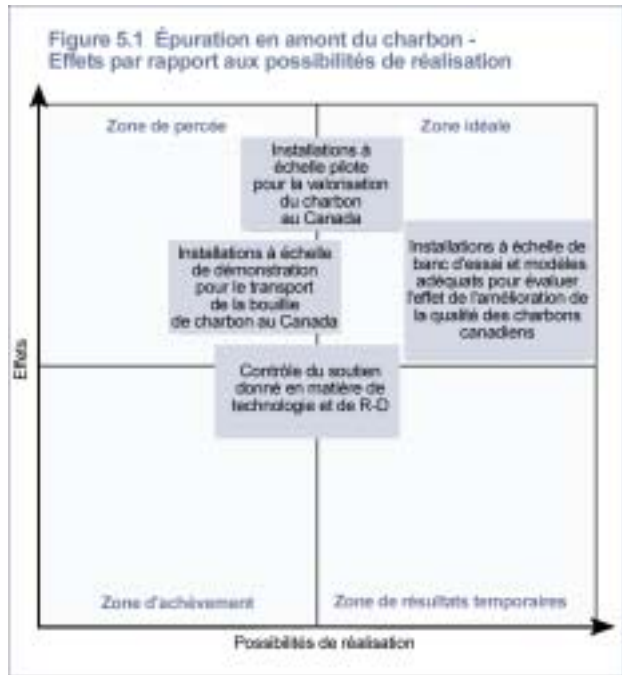 Figure 5.1 Épuration en amont du charbon -
Effets par rapport aux possibilités de réalisation
Zone de percée
Zone idéale
Installations à
échelle pilote
pour la valorisation
du charbon
au Canada
Installations à échelle
de démonstration
pour le transport
de la bouillie
de charbon au Canada
Installations à échelle de
banc d'essai et modèles
adéquats pour évaluer
l'effet de l'amélioration de
la qualité des charbons
canadiens
Effets
Contrôle du soutien
donné en matière de
technologie et de R-D
Zone d'achèvement
Zone de résultats temporaires
Possibilités de réalisation